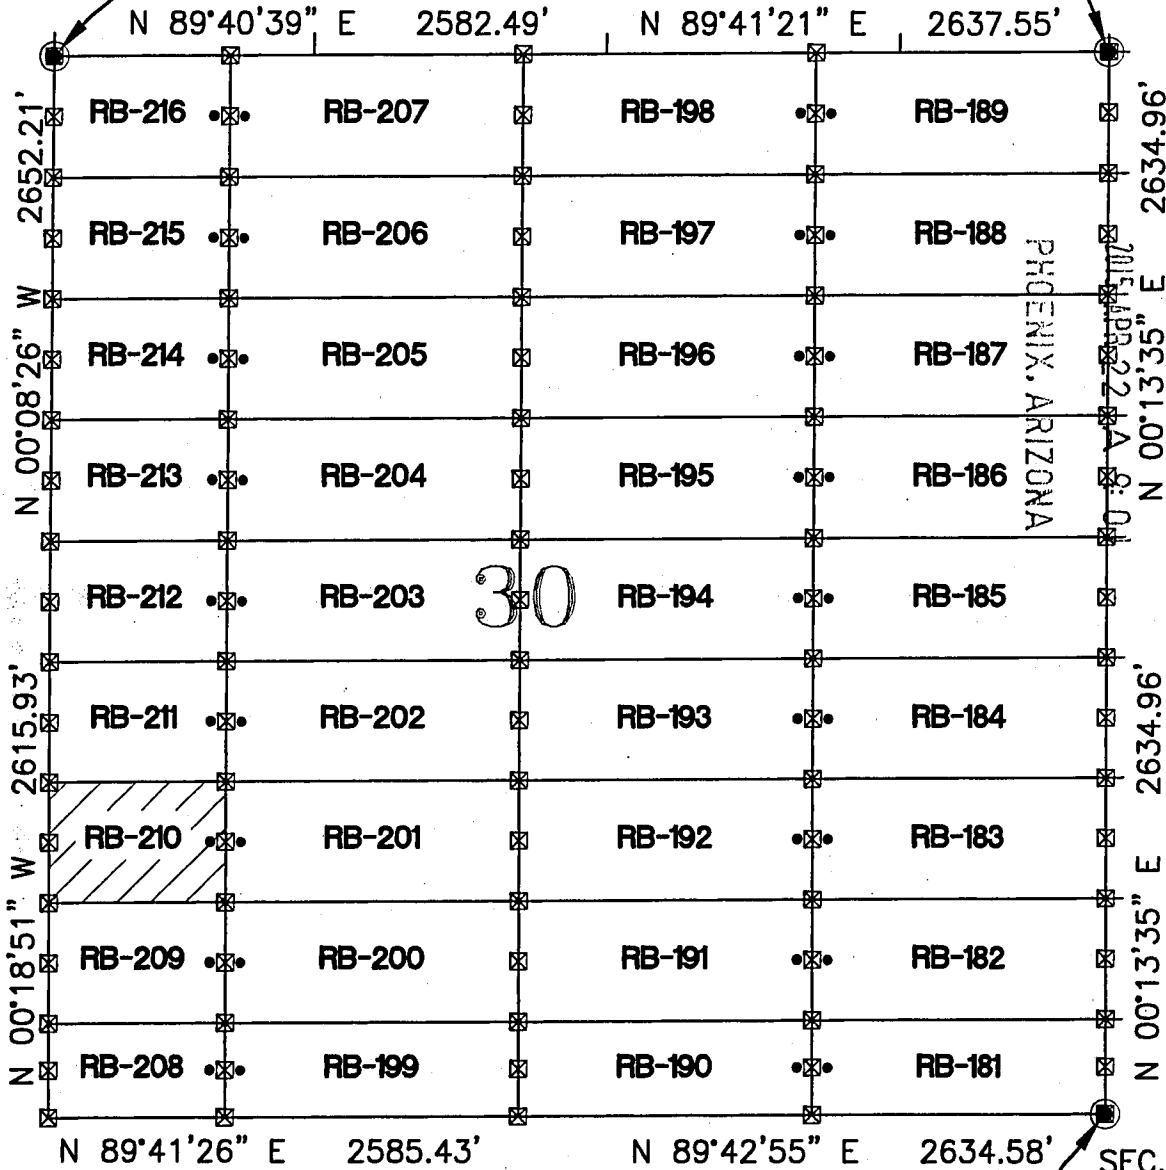 N 89°40'39" E 2582.49' N 89°41'21" E 2637.55'
2652.21'
N 00°08'26" W
2615.93'
N 00°18'51" W
RB-216 RB-207 RB-198 RB-189
RB-215 RB-206 RB-197 RB-188
RB-214 RB-205 RB-196 RB-187
RB-213 RB-204 RB-195 RB-186
RB-212 RB-203 30 RB-194 RB-185
RB-211 RB-202 RB-193 RB-184
RB-210 RB-201 RB-192 RB-183
RB-209 RB-200 RB-191 RB-182
RB-208 RB-199 RB-190 RB-181
2634.96'
N 00°13'35" E
2634.96'
N 00°13'35" E
2015 APR 22 A
PHOENIX, ARIZONA
N 89°41'26" E 2585.43' N 89°42'55" E 2634.58' SEC